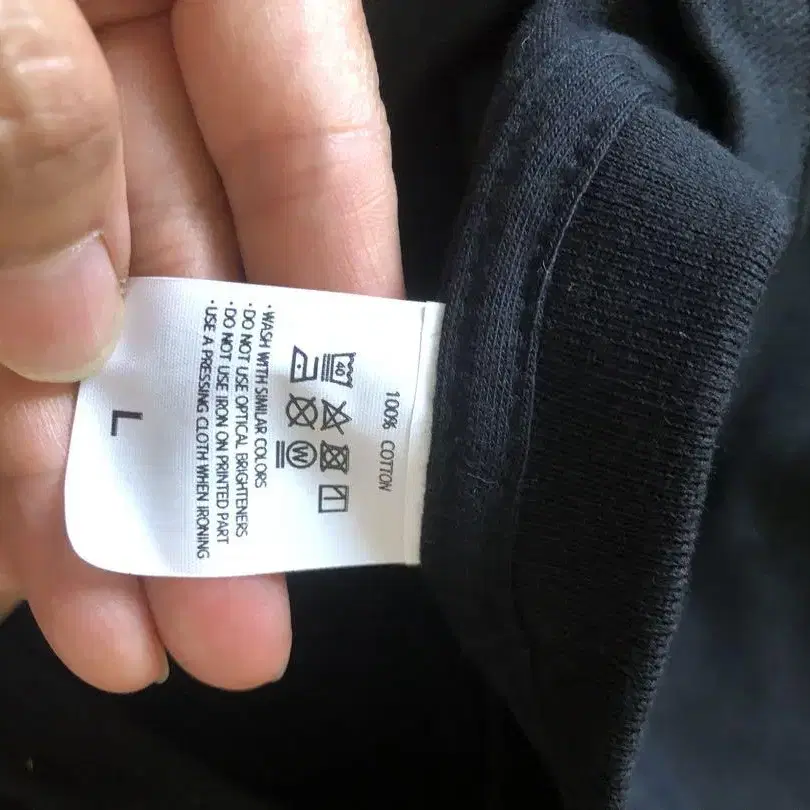 100% COTTON
40
W
·WASH WITH SIMILAR COLORS
·DO NOT USE OPTICAL BRIGHTENERS
·DO NOT USE IRON ON PRINTED PART
·USE A PRESSING CLOTH WHEN IRONING
L